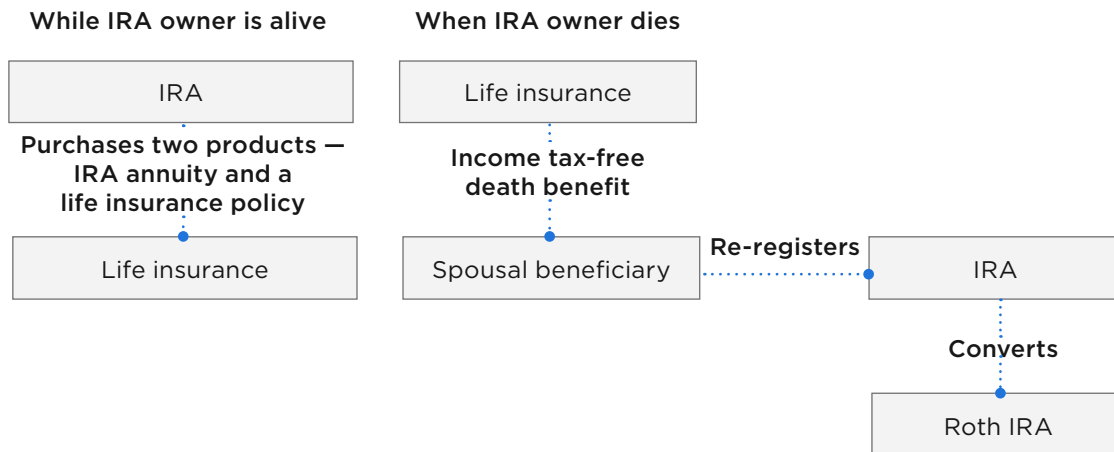 While IRA owner is alive
When IRA owner dies
IRA
Life insurance
Purchases two products —
IRA annuity and a
life insurance policy
Income tax-free
death benefit
Life insurance
Spousal beneficiary
Re-registers
IRA
Converts
Roth IRA